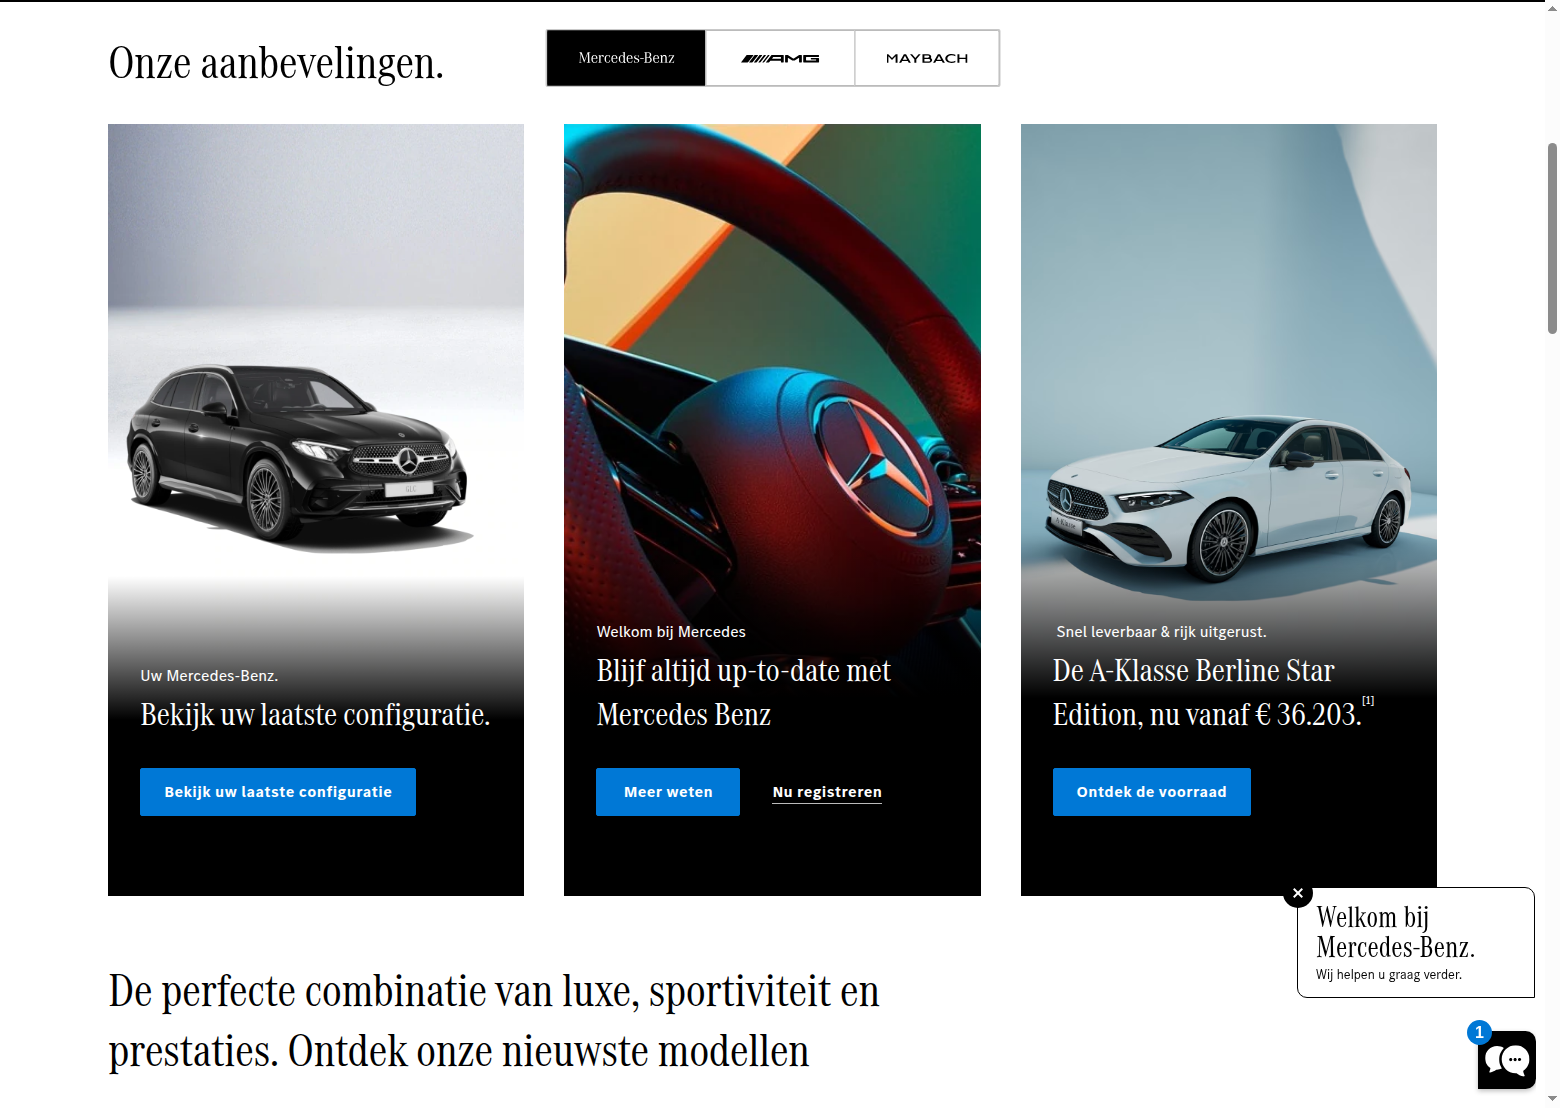 Onze aanbevelingen.
Mercedes-Benz
AMG
MAYBACH
GLC
Uw Mercedes-Benz.
Bekijk uw laatste configuratie.
Bekijk uw laatste configuratie
Welkom bij Mercedes
Blijf altijd up-to-date met
Mercedes Benz
Meer weten
Nu registreren
A-Klasse
Snel leverbaar & rijk uitgerust.
De A-Klasse Berline Star
Edition, nu vanaf € 36.203.[1]
Ontdek de voorraad
Welkom bij
Mercedes-Benz.
Wij helpen u graag verder.
1
De perfecte combinatie van luxe, sportiviteit en
prestaties. Ontdek onze nieuwste modellen